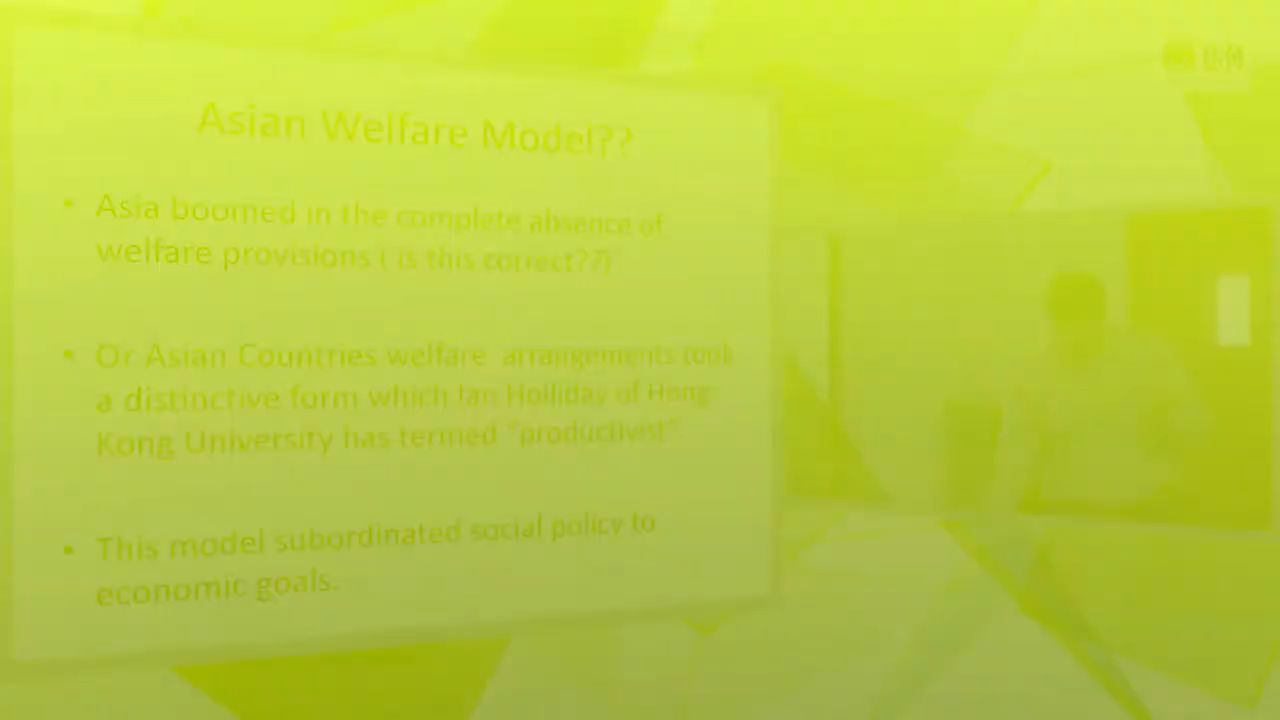 Asian Welfare Model??
• Asia boomed in the complete absence of
welfare provisions ( is this correct??)
• Or Asian Countries welfare arrangements took
a distinctive form which Ian Holliday of Hong
Kong University has termed "productivist"
• This model subordinated social policy to
economic goals.